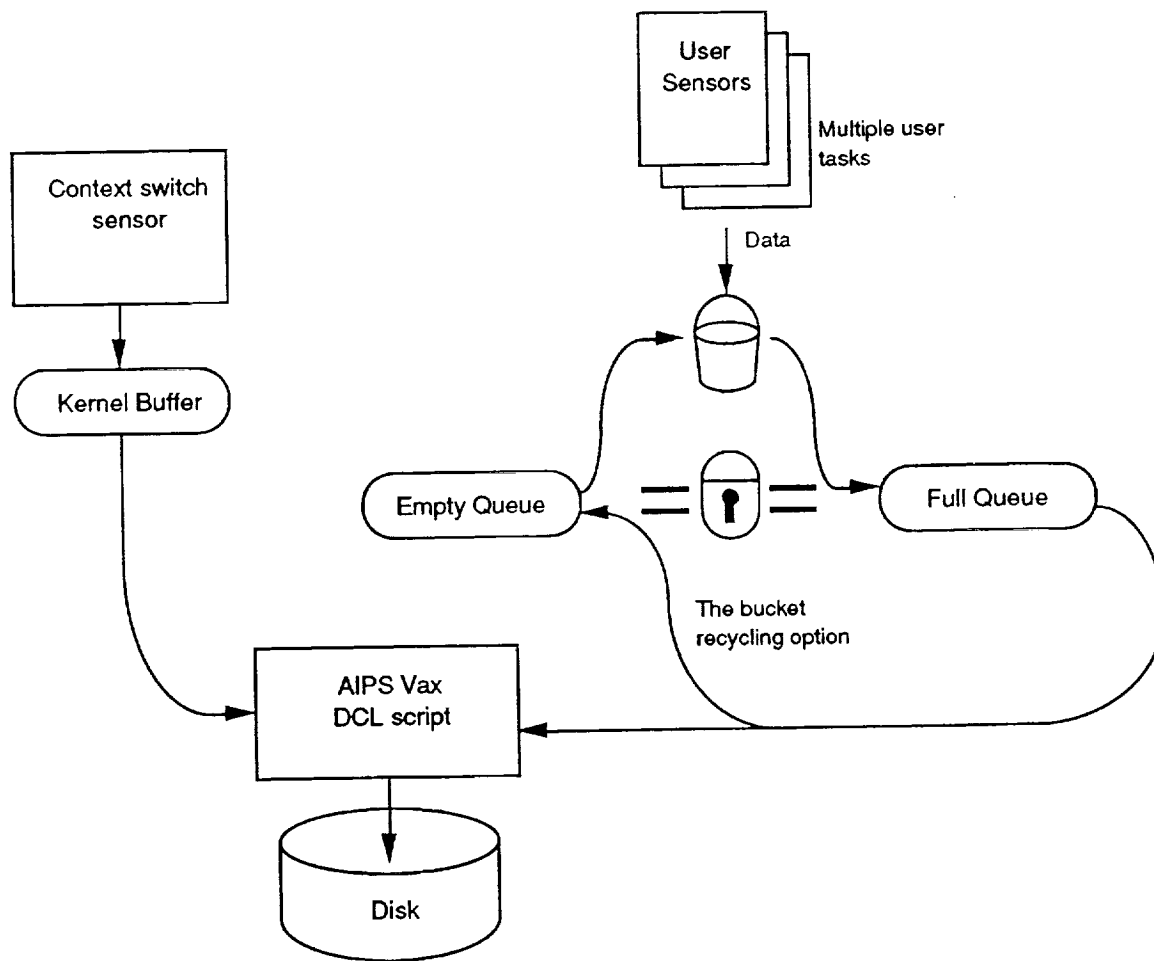 User
Sensors
Multiple user
tasks
Context switch
sensor
Data
Kernel Buffer
Empty Queue
Full Queue
The bucket
recycling option
AIPS Vax
DCL script
Disk